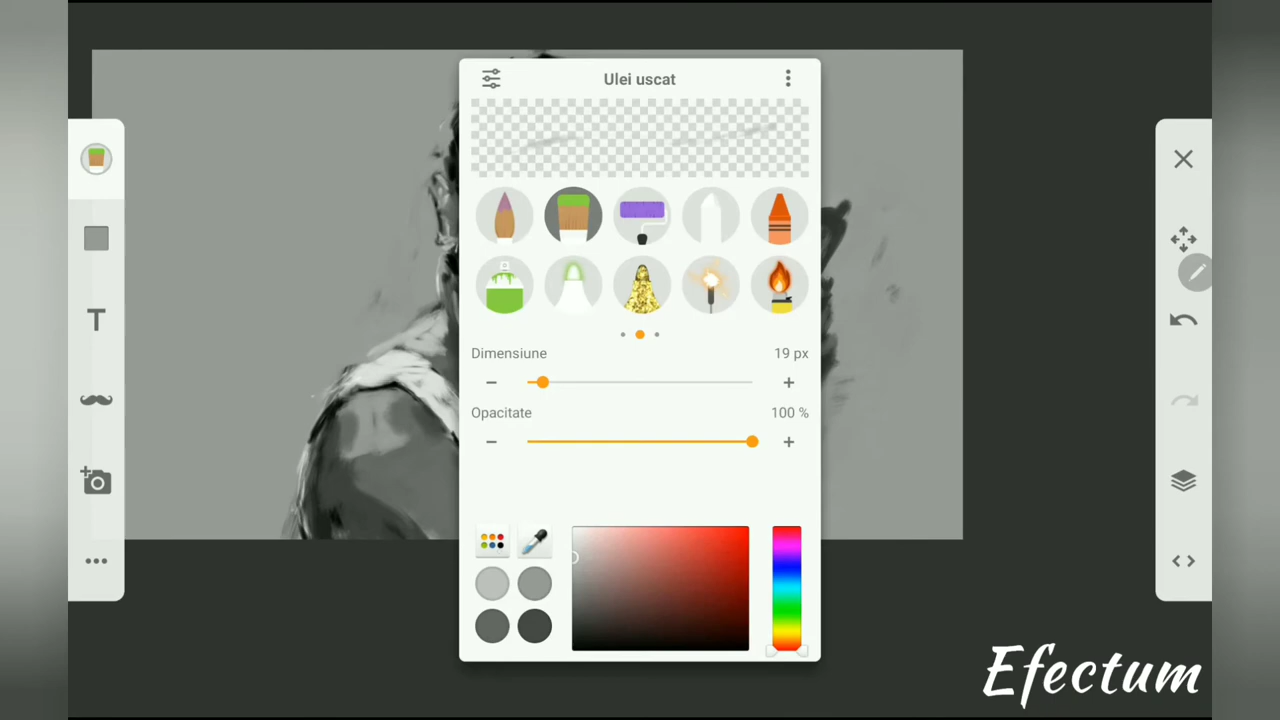 Ulei uscat
Dimensiune 19 px
Opacitate 100 %
T
Efectum